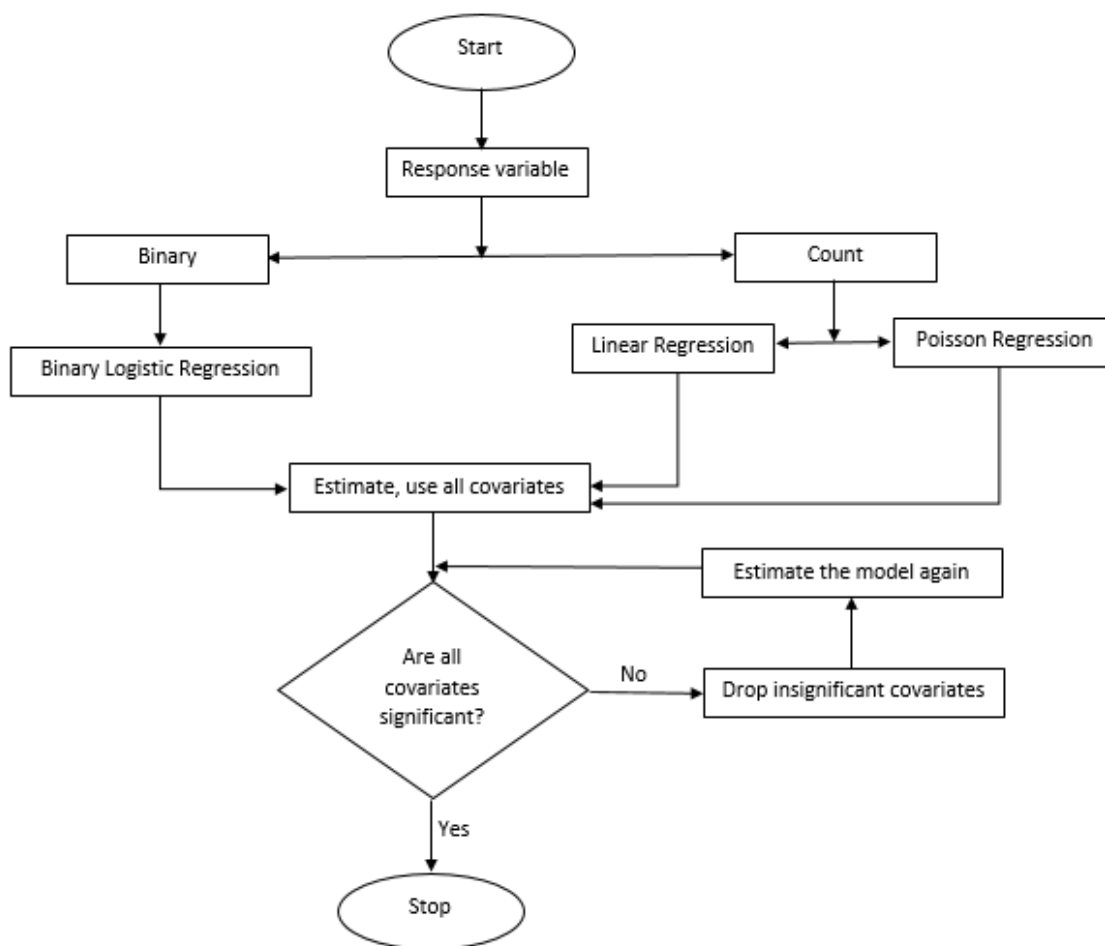 Start
Response variable
Binary
Count
Binary Logistic Regression
Linear Regression
Poisson Regression
Estimate, use all covariates
Estimate the model again
Are all
covariates
significant?
No
Drop insignificant covariates
Yes
Stop